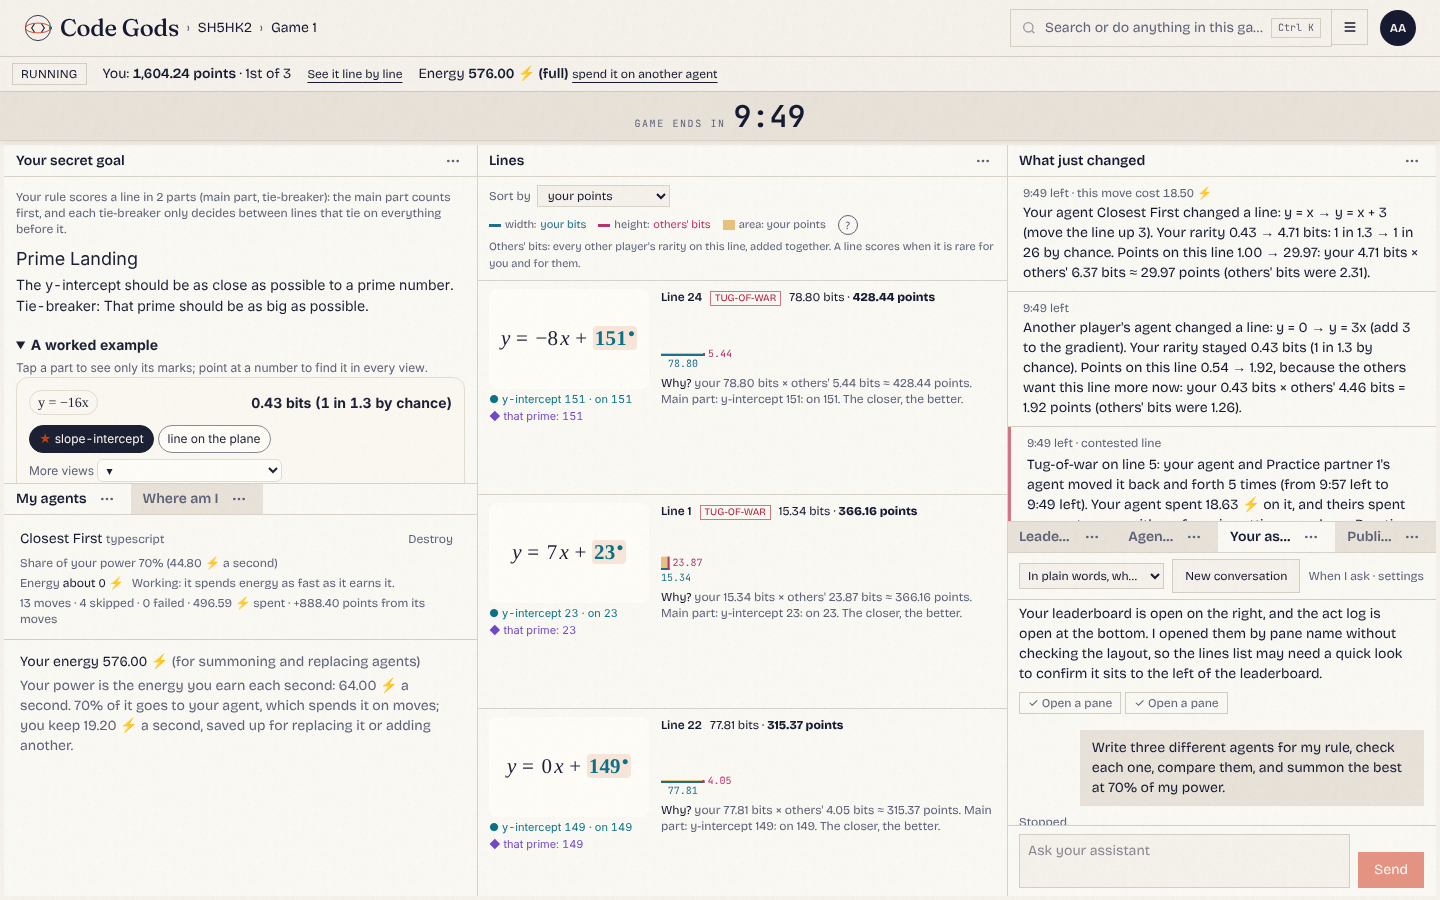 Code Gods › SH5HK2 › Game 1
Search or do anything in this ga... Ctrl K
AA
RUNNING You: 1,604.24 points · 1st of 3 See it line by line Energy 576.00 ⚡ (full) spend it on another agent
GAME ENDS IN 9:49
Your secret goal
Your rule scores a line in 2 parts (main part, tie-breaker): the main part counts
first, and each tie-breaker only decides between lines that tie on everything
before it.
Prime Landing
The y-intercept should be as close as possible to a prime number.
Tie-breaker: That prime should be as big as possible.
▼ A worked example
Tap a part to see only its marks; point at a number to find it in every view.
y = −16x 0.43 bits (1 in 1.3 by chance)
★ slope-intercept line on the plane
More views ▾
My agents ··· Where am I ···
Closest First typescript Destroy
Share of your power 70% (44.80 ⚡ a second)
Energy about 0 ⚡ Working: it spends energy as fast as it earns it.
13 moves · 4 skipped · 0 failed · 496.59 ⚡ spent · +888.40 points from its
moves
Your energy 576.00 ⚡ (for summoning and replacing agents)
Your power is the energy you earn each second: 64.00 ⚡ a
second. 70% of it goes to your agent, which spends it on moves;
you keep 19.20 ⚡ a second, saved up for replacing it or adding
another.
Lines
Sort by your points
width: your bits height: others' bits area: your points ?
Others' bits: every other player's rarity on this line, added together. A line scores when it is rare for
you and for them.
y = −8x + 151
y-intercept 151 · on 151
that prime: 151
Line 24 TUG-OF-WAR 78.80 bits · 428.44 points
5.44
78.80
Why? your 78.80 bits × others' 5.44 bits ≈ 428.44 points.
Main part: y-intercept 151: on 151. The closer, the better.
y = 7x + 23
y-intercept 23 · on 23
that prime: 23
Line 1 TUG-OF-WAR 15.34 bits · 366.16 points
23.87
15.34
Why? your 15.34 bits × others' 23.87 bits ≈ 366.16 points.
Main part: y-intercept 23: on 23. The closer, the better.
y = 0x + 149
y-intercept 149 · on 149
that prime: 149
Line 22 77.81 bits · 315.37 points
4.05
77.81
Why? your 77.81 bits × others' 4.05 bits ≈ 315.37 points. Main
part: y-intercept 149: on 149. The closer, the better.
What just changed
9:49 left · this move cost 18.50 ⚡
Your agent Closest First changed a line: y = x → y = x + 3
(move the line up 3). Your rarity 0.43 → 4.71 bits: 1 in 1.3 → 1 in
26 by chance. Points on this line 1.00 → 29.97: your 4.71 bits ×
others' 6.37 bits ≈ 29.97 points (others' bits were 2.31).
9:49 left
Another player's agent changed a line: y = 0 → y = 3x (add 3
to the gradient). Your rarity stayed 0.43 bits (1 in 1.3 by
chance). Points on this line 0.54 → 1.92, because the others
want this line more now: your 0.43 bits × others' 4.46 bits =
1.92 points (others' bits were 1.26).
9:49 left · contested line
Tug-of-war on line 5: your agent and Practice partner 1's
agent moved it back and forth 5 times (from 9:57 left to
9:49 left). Your agent spent 18.63 ⚡ on it, and theirs spent
Leade... ··· Agen... ··· Your as... ··· Publi... ···
In plain words, wh... New conversation When I ask · settings
Your leaderboard is open on the right, and the act log is
open at the bottom. I opened them by pane name without
checking the layout, so the lines list may need a quick look
to confirm it sits to the left of the leaderboard.
✓ Open a pane ✓ Open a pane
Write three different agents for my rule, check
each one, compare them, and summon the best
at 70% of my power.
Stopped
Ask your assistant
Send